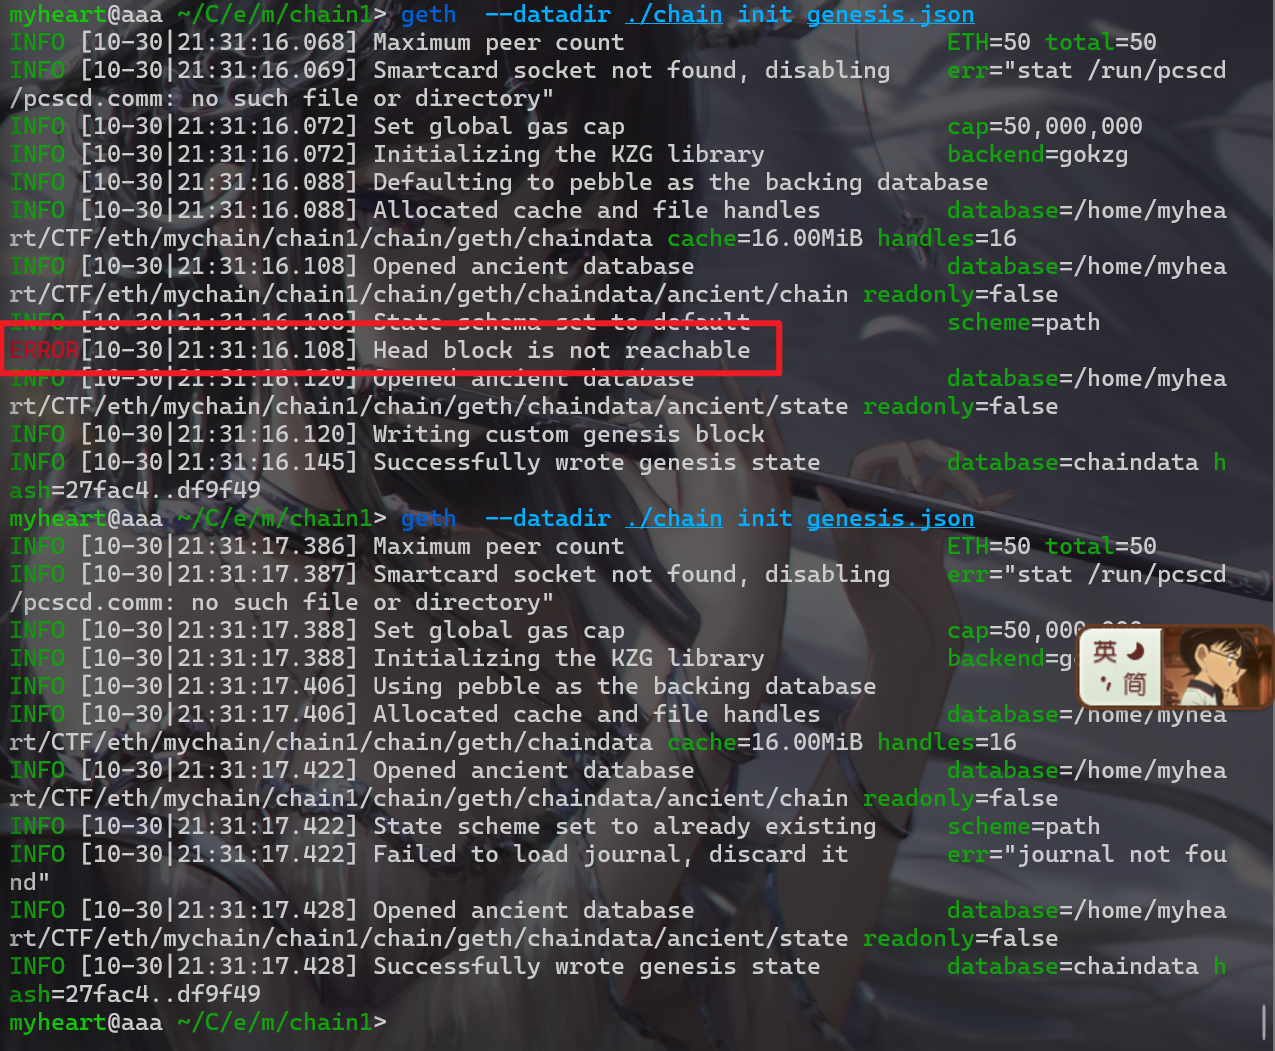 myheart@aaa ~/C/e/m/chain1> geth  --datadir ./chain init genesis.json
INFO [10-30|21:31:16.068] Maximum peer count                       ETH=50 total=50
INFO [10-30|21:31:16.069] Smartcard socket not found, disabling    err="stat /run/pcscd
/pcscd.comm: no such file or directory"
INFO [10-30|21:31:16.072] Set global gas cap                       cap=50,000,000
INFO [10-30|21:31:16.072] Initializing the KZG library             backend=gokzg
INFO [10-30|21:31:16.088] Defaulting to pebble as the backing database
INFO [10-30|21:31:16.088] Allocated cache and file handles         database=/home/myhea
rt/CTF/eth/mychain/chain1/chain/geth/chaindata cache=16.00MiB handles=16
INFO [10-30|21:31:16.108] Opened ancient database                  database=/home/myhea
rt/CTF/eth/mychain/chain1/chain/geth/chaindata/ancient/chain readonly=false
INFO [10-30|21:31:16.108] State schema set to default              scheme=path
ERROR[10-30|21:31:16.108] Head block is not reachable
INFO [10-30|21:31:16.120] Opened ancient database                  database=/home/myhea
rt/CTF/eth/mychain/chain1/chain/geth/chaindata/ancient/state readonly=false
INFO [10-30|21:31:16.120] Writing custom genesis block
INFO [10-30|21:31:16.145] Successfully wrote genesis state         database=chaindata h
ash=27fac4..df9f49
myheart@aaa ~/C/e/m/chain1> geth  --datadir ./chain init genesis.json
INFO [10-30|21:31:17.386] Maximum peer count                       ETH=50 total=50
INFO [10-30|21:31:17.387] Smartcard socket not found, disabling    err="stat /run/pcscd
/pcscd.comm: no such file or directory"
INFO [10-30|21:31:17.388] Set global gas cap                       cap=50,000,000
INFO [10-30|21:31:17.388] Initializing the KZG library             backend=g
英
简
INFO [10-30|21:31:17.406] Using pebble as the backing database
INFO [10-30|21:31:17.406] Allocated cache and file handles         database=/home/myhea
rt/CTF/eth/mychain/chain1/chain/geth/chaindata cache=16.00MiB handles=16
INFO [10-30|21:31:17.422] Opened ancient database                  database=/home/myhea
rt/CTF/eth/mychain/chain1/chain/geth/chaindata/ancient/chain readonly=false
INFO [10-30|21:31:17.422] State scheme set to already existing     scheme=path
INFO [10-30|21:31:17.422] Failed to load journal, discard it       err="journal not fou
nd"
INFO [10-30|21:31:17.428] Opened ancient database                  database=/home/myhea
rt/CTF/eth/mychain/chain1/chain/geth/chaindata/ancient/state readonly=false
INFO [10-30|21:31:17.428] Successfully wrote genesis state         database=chaindata h
ash=27fac4..df9f49
myheart@aaa ~/C/e/m/chain1>